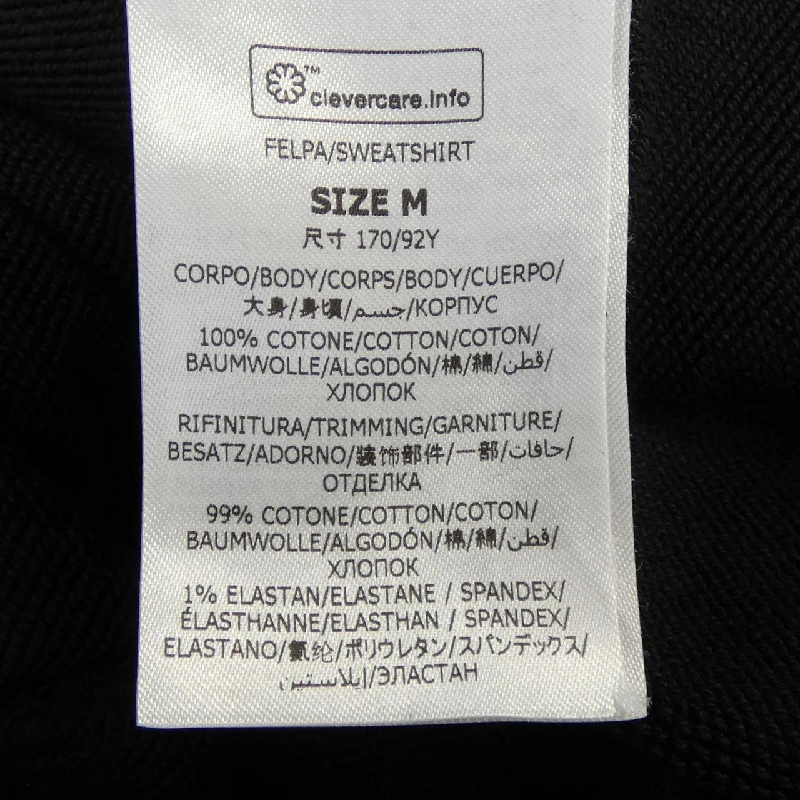 ™
clevercare.info
FELPA/SWEATSHIRT
SIZE M
尺寸 170/92Y
CORPO/BODY/CORPS/BODY/CUERPO/
大身/身頃/جسم/КОРПУС
100% COTONE/COTTON/COTON/
BAUMWOLLE/ALGODÓN/棉/綿/قطن/
ХЛОПОК
RIFINITURA/TRIMMING/GARNITURE/
BESATZ/ADORNO/装饰部件/一部/حافات/
ОТДЕЛКА
99% COTONE/COTTON/COTON/
BAUMWOLLE/ALGODÓN/棉/綿/قطن/
ХЛОПОК
1% ELASTAN/ELASTANE / SPANDEX/
ÉLASTHANNE/ELASTHAN / SPANDEX/
ELASTANO/氨纶/ポリウレタン/スパンデックス/
إيلاستين/ЭЛАСТАН